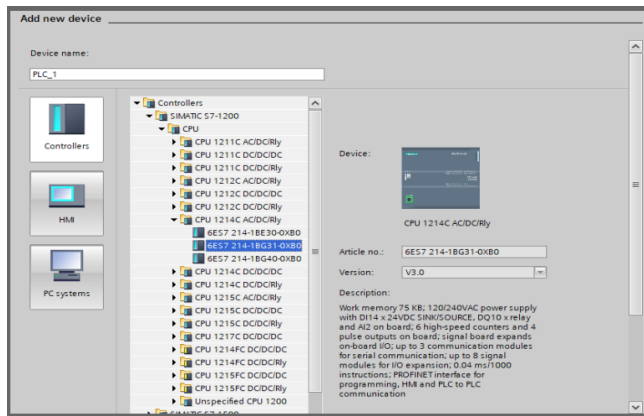 Add new device
Device name:
PLC_1
Controllers
HMI
PC systems
Controllers
SIMATIC S7-1200
CPU
CPU 1211C AC/DC/Rly
CPU 1211C DC/DC/DC
CPU 1211C DC/DC/Rly
CPU 1212C AC/DC/Rly
CPU 1212C DC/DC/DC
CPU 1212C DC/DC/Rly
CPU 1214C AC/DC/Rly
6ES7 214-1BE30-0XB0
6ES7 214-1BG31-0XB0
6ES7 214-1BG40-0XB0
CPU 1214C DC/DC/DC
CPU 1214C DC/DC/Rly
CPU 1215C AC/DC/Rly
CPU 1215C DC/DC/DC
CPU 1215C DC/DC/Rly
CPU 1217C DC/DC/DC
CPU 1214FC DC/DC/DC
CPU 1214FC DC/DC/Rly
CPU 1215FC DC/DC/DC
CPU 1215FC DC/DC/Rly
Unspecified CPU 1200
SIMATIC S7-1500
Device:
CPU 1214C AC/DC/Rly
Article no.:
6ES7 214-1BG31-0XB0
Version:
V3.0
Description:
Work memory 75 KB; 120/240VAC power supply
with DI14 x 24VDC SINK/SOURCE, DQ10 x relay
and AI2 on board; 6 high-speed counters and 4
pulse outputs on board; signal board expands
on-board I/O; up to 3 communication modules
for serial communication; up to 8 signal
modules for I/O expansion; 0.04 ms/1000
instructions; PROFINET interface for
programming, HMI and PLC to PLC
communication